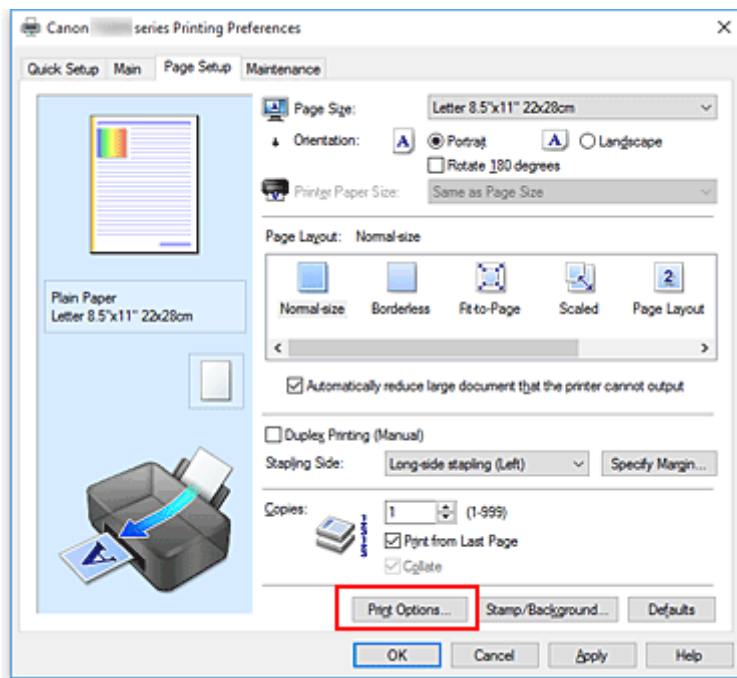 Canon series Printing Preferences
Quick Setup Main Page Setup Maintenance
Page Size: Letter 8.5"x11" 22x28cm
Orientation: A Portrait A Landscape
Rotate 180 degrees
Printer Paper Size: Same as Page Size
Page Layout: Normal-size
2
Normal-size Borderless Fit-to-Page Scaled Page Layout
Plain Paper
Letter 8.5"x11" 22x28cm
Automatically reduce large document that the printer cannot output
Duplex Printing (Manual)
Stapling Side: Long-side stapling (Left) Specify Margin...
Copies: 1 (1-999)
Print from Last Page
Collate
A
Print Options... Stamp/Background... Defaults
OK Cancel Apply Help